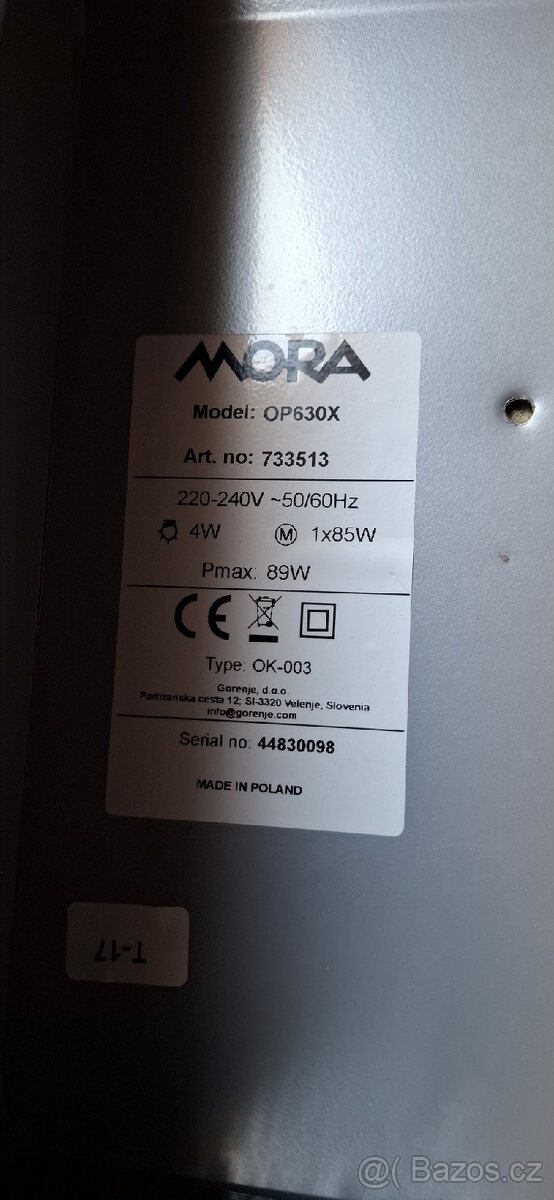 MORA
Model: OP630X
Art. no: 733513
220-240V ~50/60Hz
4W M 1x85W
Pmax: 89W
CE
Type: OK-003
Gorenje, d.o.o.
Partizanska cesta 12; SI-3320 Velenje, Slovenia
info@gorenje.com
Serial no: 44830098
MADE IN POLAND
T-17
@( Bazos.cz